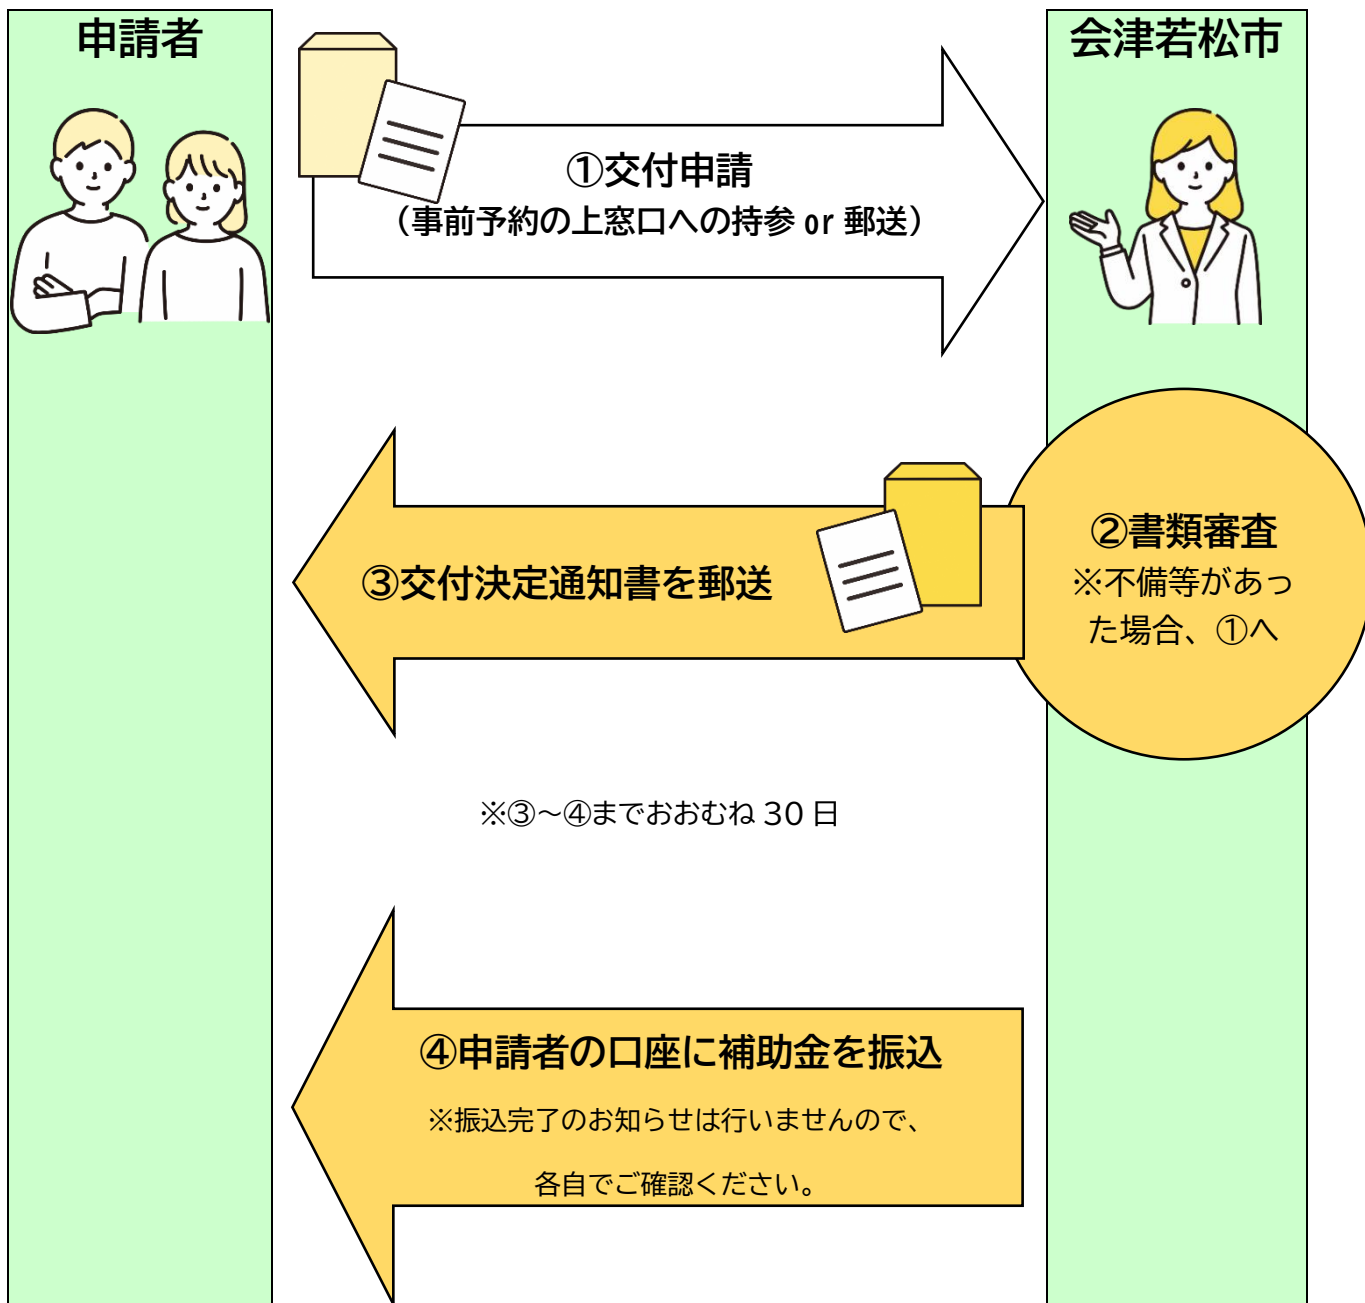 申請者
会津若松市
①交付申請
（事前予約の上窓口への持参 or 郵送）
②書類審査
※不備等があっ
た場合、①へ
③交付決定通知書を郵送
※③～④までおおむね 30 日
④申請者の口座に補助金を振込
※振込完了のお知らせは行いませんので、
各自でご確認ください。